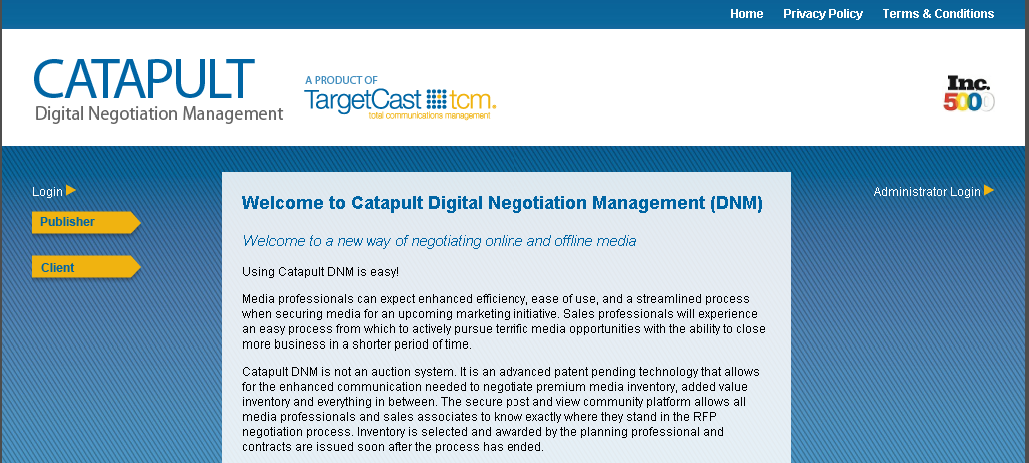 Home Privacy Policy Terms & Conditions
CATAPULT
Digital Negotiation Management
A PRODUCT OF
TargetCast tcm.
total communications management
Inc.
5000
Login
Publisher
Client
Administrator Login
Welcome to Catapult Digital Negotiation Management (DNM)
Welcome to a new way of negotiating online and offline media
Using Catapult DNM is easy!
Media professionals can expect enhanced efficiency, ease of use, and a streamlined process
when securing media for an upcoming marketing initiative. Sales professionals will experience
an easy process from which to actively pursue terrific media opportunities with the ability to close
more business in a shorter period of time.
Catapult DNM is not an auction system. It is an advanced patent pending technology that allows
for the enhanced communication needed to negotiate premium media inventory, added value
inventory and everything in between. The secure post and view community platform allows all
media professionals and sales associates to know exactly where they stand in the RFP
negotiation process. Inventory is selected and awarded by the planning professional and
contracts are issued soon after the process has ended.